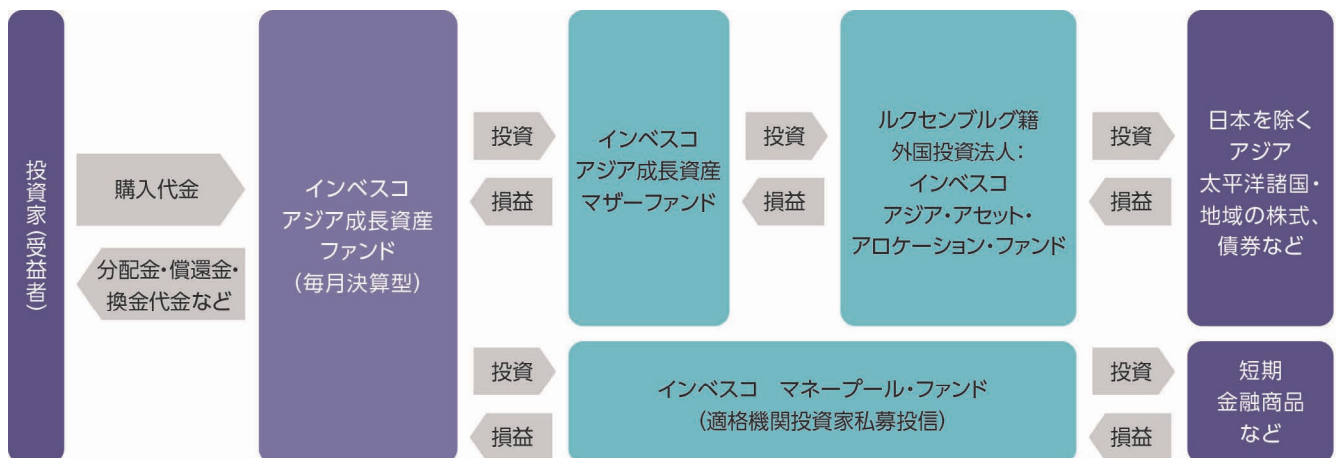 投資家(受益者)
購入代金
分配金・償還金・
換金代金など
インベスコ
アジア成長資産
ファンド
(毎月決算型)
投資
損益
インベスコ
アジア成長資産
マザーファンド
投資
損益
ルクセンブルグ籍
外国投資法人：
インベスコ
アジア・アセット・
アロケーション・ファンド
投資
損益
日本を除く
アジア
太平洋諸国・
地域の株式、
債券など
投資
損益
インベスコ　マネープール・ファンド
(適格機関投資家私募投信)
投資
損益
短期
金融商品
など